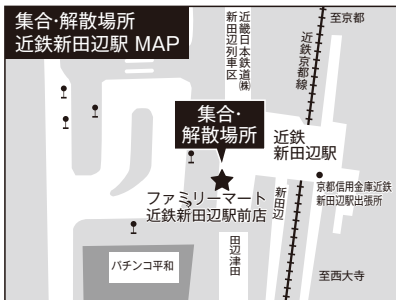 集合・解散場所
近鉄新田辺駅 MAP
近畿日本鉄道㈱
新田辺列車区
至京都
近鉄京都線
集合・
解散場所
近鉄
新田辺駅
京都信用金庫近鉄
新田辺駅出張所
ファミリーマート
近鉄新田辺駅前店
新田辺
田辺津田
パチンコ平和
至西大寺